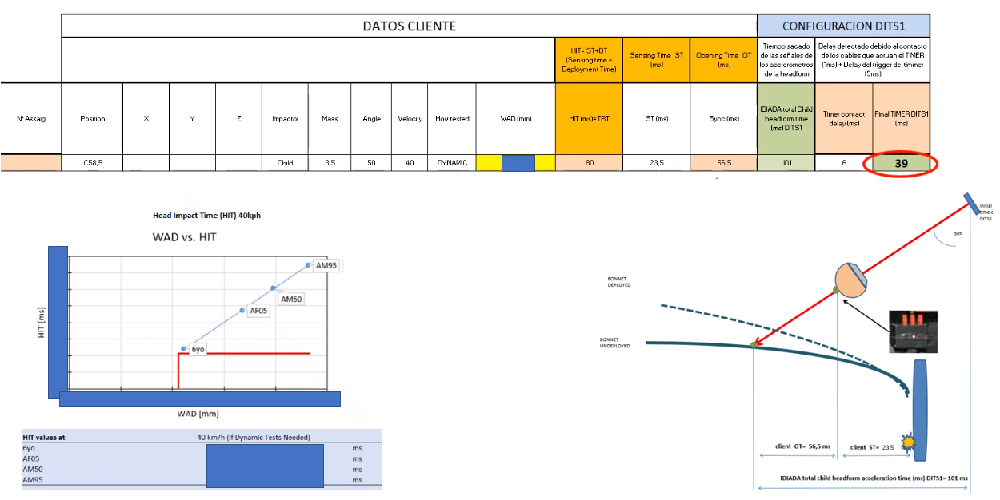 DATOS CLIENTE
CONFIGURACION DITS1
HIT= ST+DT
(Sensing time +
Deployment Time)
Sensing Time_ST
(ms)
Opening Time_OT
(ms)
Tiempo sacado
de las señales de
los acelerometros
de la headform
Delay detectado debido al contacto
de los cables que actuan el TIMER
(1ms) + Delay del trigger del timmer
(5ms)
Nº Assaig
Position
X
Y
Z
Impactor
Mass
Angle
Velocity
How tested
WAD (mm)
HIT (ms)= TRT
ST (ms)
Sync (ms)
IDIADA total Child
headform time
(ms) DITS1
Timer contact
delay (ms)
Final TIMER DITS1
(ms)
C58,5
Child
3,5
50
40
DYNAMIC
80
23,5
56,5
101
6
39
Head Impact Time (HIT) 40kph
WAD vs. HIT
HIT [ms]
AM95
AM50
AF05
6yo
WAD [mm]
HIT values at
40 km/h (If Dynamic Tests Needed)
6yo
ms
AF05
ms
AM50
ms
AM95
ms
Initial
time o
DITS1
50º
BONNET
DEPLOYED
BONNET
UNDEPLOYED
client OT= 56,5 ms
client ST= 23,5
IDIADA total child headform acceleration time (ms) DITS1= 101 ms